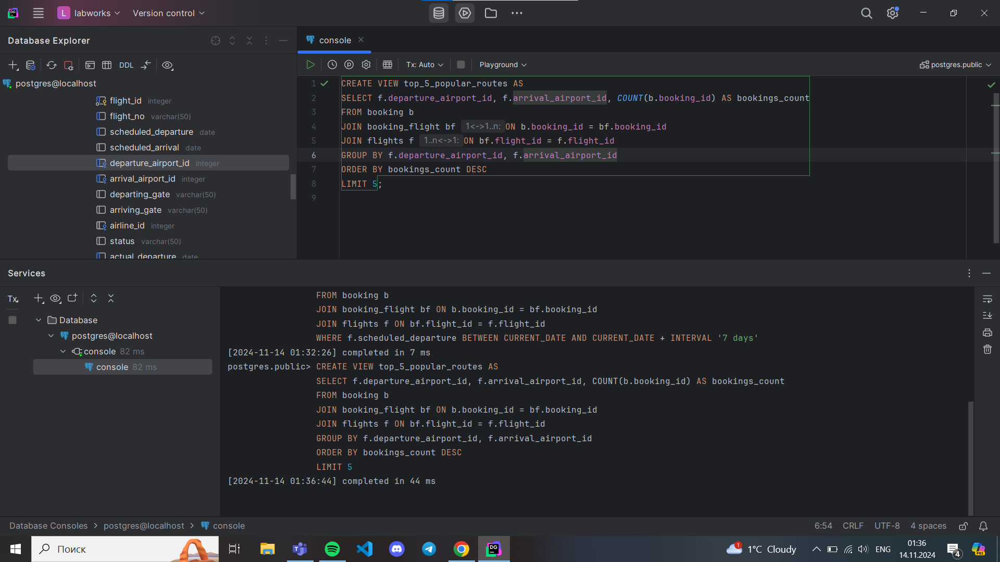 L labworks
Version control
Database Explorer
console
DDL
Tx: Auto
Playground
postgres.public
postgres@localhost
flight_id integer
flight_no varchar(50)
scheduled_departure date
scheduled_arrival date
departure_airport_id integer
arrival_airport_id integer
departing_gate varchar(50)
arriving_gate varchar(50)
airline_id integer
status varchar(50)
actual_departure date
1 CREATE VIEW top_5_popular_routes AS
2 SELECT f.departure_airport_id, f.arrival_airport_id, COUNT(b.booking_id) AS bookings_count
3 FROM booking b
4 JOIN booking_flight bf 1<->1..n: ON b.booking_id = bf.booking_id
5 JOIN flights f 1..n<->1: ON bf.flight_id = f.flight_id
6 GROUP BY f.departure_airport_id, f.arrival_airport_id
7 ORDER BY bookings_count DESC
8 LIMIT 5;
9
Services
Tx
Database
postgres@localhost
console 82 ms
console 82 ms
FROM booking b
JOIN booking_flight bf ON b.booking_id = bf.booking_id
JOIN flights f ON bf.flight_id = f.flight_id
WHERE f.scheduled_departure BETWEEN CURRENT_DATE AND CURRENT_DATE + INTERVAL '7 days'
[2024-11-14 01:32:26] completed in 7 ms
postgres.public> CREATE VIEW top_5_popular_routes AS
SELECT f.departure_airport_id, f.arrival_airport_id, COUNT(b.booking_id) AS bookings_count
FROM booking b
JOIN booking_flight bf ON b.booking_id = bf.booking_id
JOIN flights f ON bf.flight_id = f.flight_id
GROUP BY f.departure_airport_id, f.arrival_airport_id
ORDER BY bookings_count DESC
LIMIT 5
[2024-11-14 01:36:44] completed in 44 ms
Database Consoles > postgres@localhost > console
6:54 CRLF UTF-8 4 spaces
Поиск
DG
1
1°C Cloudy
ENG
01:36
14.11.2024
4
PRE